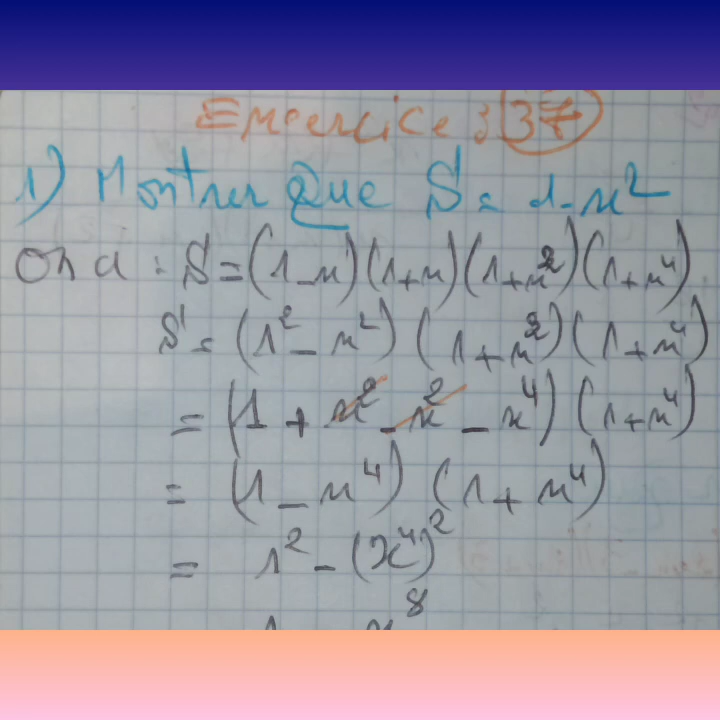 Exercice : 37
1) Montrer Que S = 1-x²
On a : S = (1-x)(1+x)(1+x²)(1+x⁴)
S = (1²-x²)(1+x²)(1+x⁴)
= (1 + x² - x² - x⁴)(1+x⁴)
= (1-x⁴)(1+x⁴)
= 1² - (x⁴)²